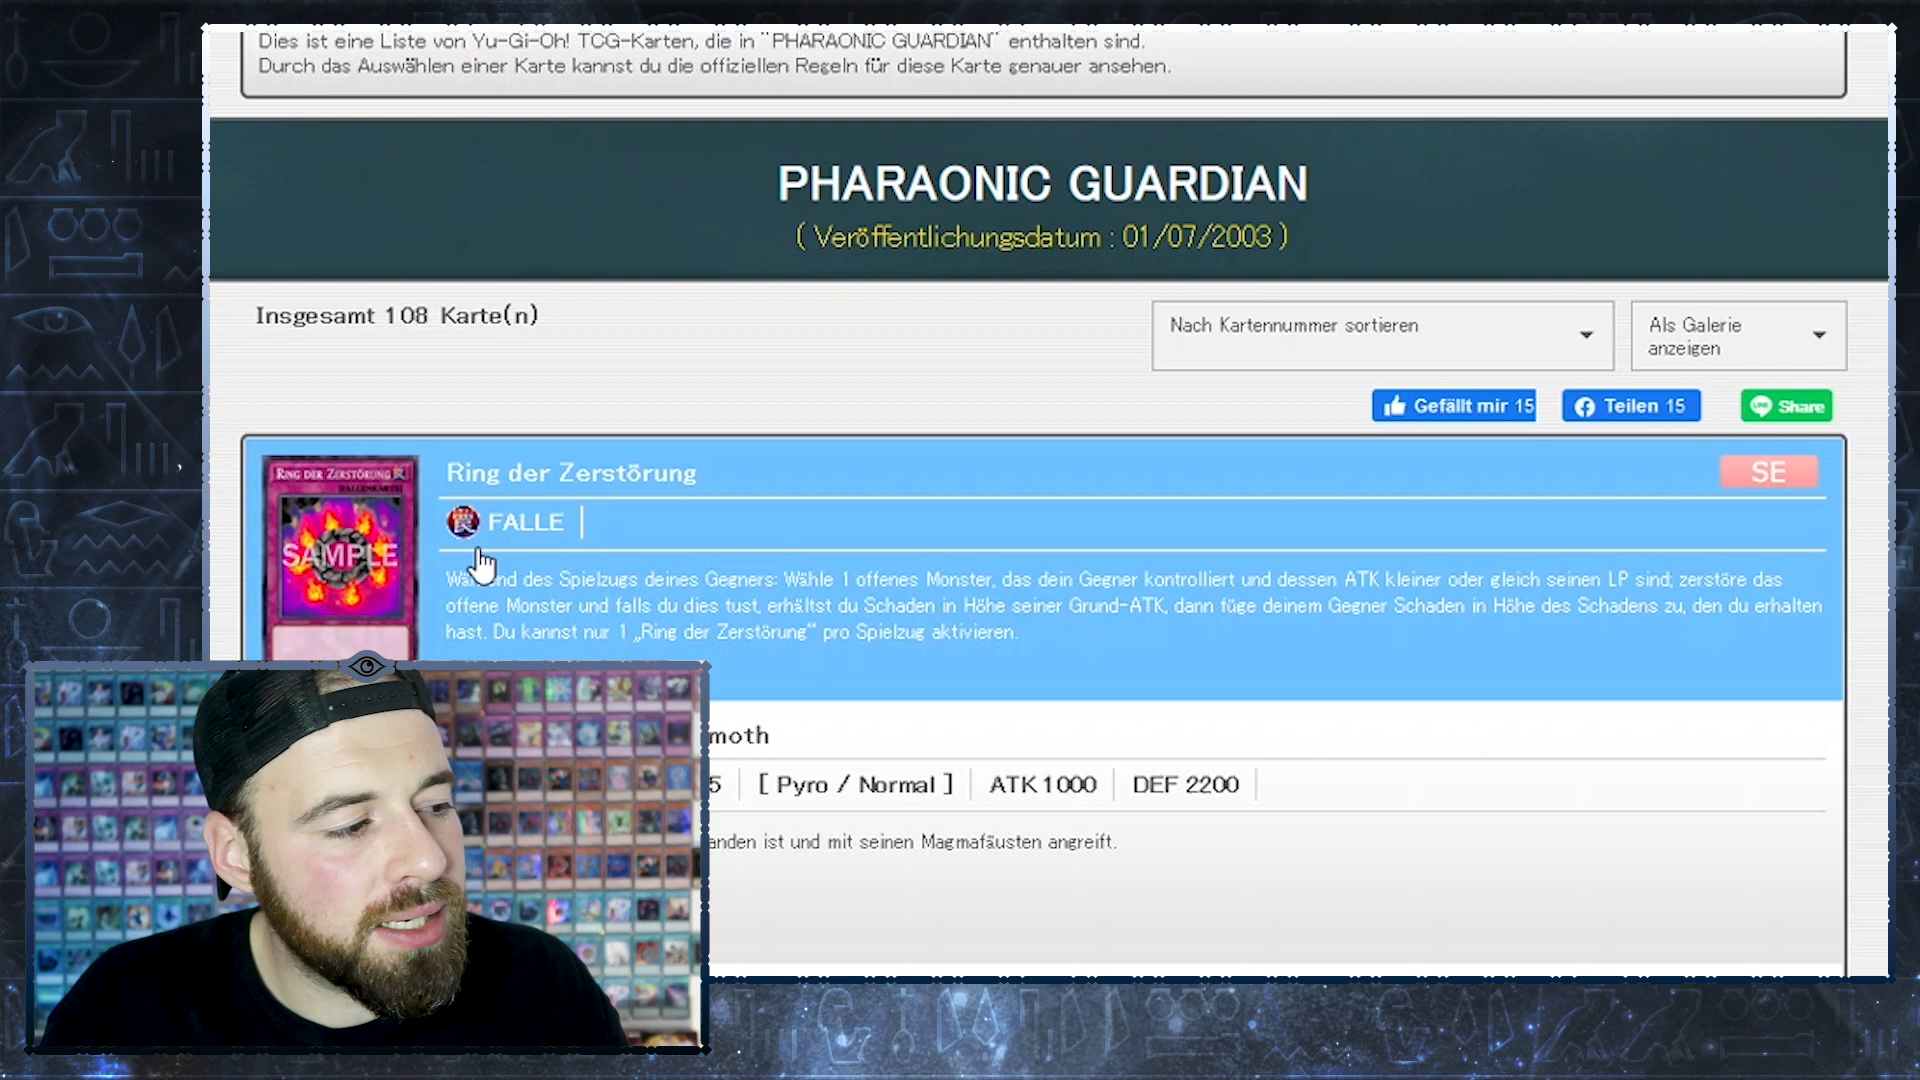 Dies ist eine Liste von Yu-Gi-Oh! TCG-Karten, die in "PHARAONIC GUARDIAN" enthalten sind.
Durch das Auswählen einer Karte kannst du die offiziellen Regeln für diese Karte genauer ansehen.
PHARAONIC GUARDIAN
( Veröffentlichungsdatum : 01/07/2003 )
Insgesamt 108 Karte(n)
Nach Kartennummer sortieren
Als Galerie
anzeigen
Gefällt mir 15
Teilen 15
Share
RING DER ZERSTÖRUNG
SAMPLE
Ring der Zerstörung
SE
FALLE
des Spielzugs deines Gegners: Wähle 1 offenes Monster, das dein Gegner kontrolliert und dessen ATK kleiner oder gleich seinen LP sind; zerstöre das
offene Monster und falls du dies tust, erhältst du Schaden in Höhe seiner Grund-ATK, dann füge deinem Gegner Schaden in Höhe des Schadens zu, den du erhalten
hast. Du kannst nur 1 „Ring der Zerstörung“ pro Spielzug aktivieren.
moth
5 [ Pyro / Normal ] ATK 1000 DEF 2200
anden ist und mit seinen Magmafäusten angreift.